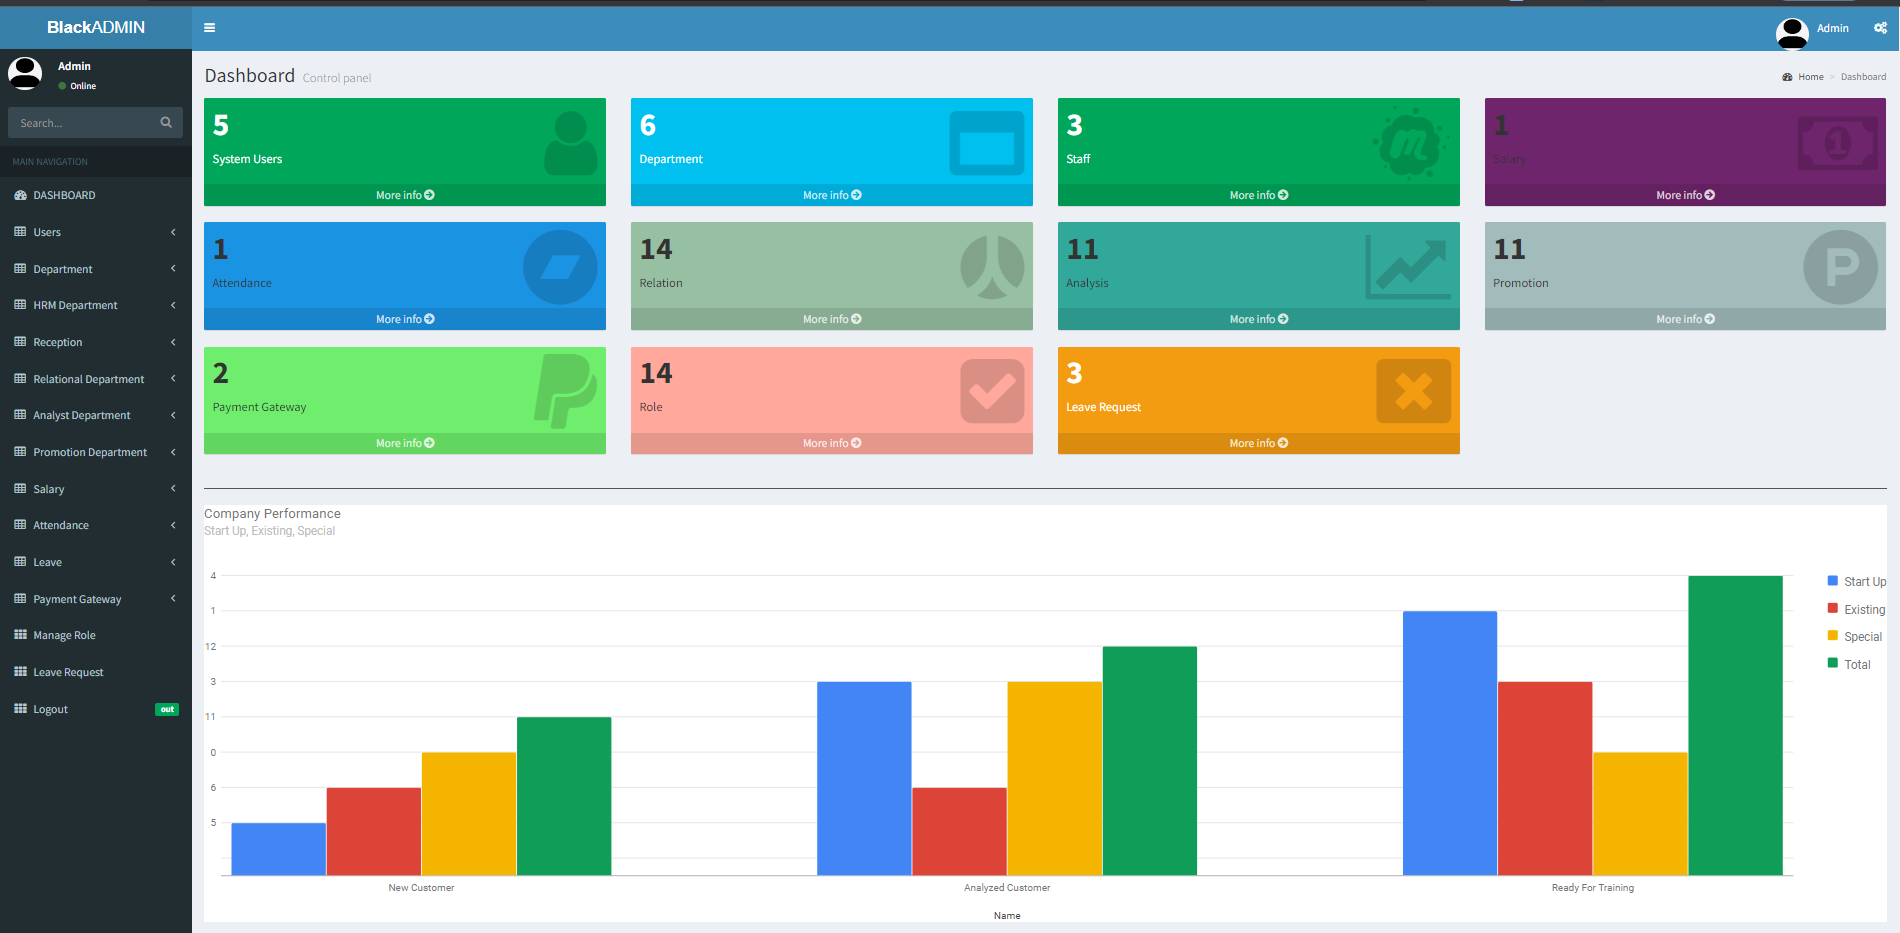 BlackADMIN
Admin
Admin
Online
Search...
MAIN NAVIGATION
DASHBOARD
Users
Department
HRM Department
Reception
Relational Department
Analyst Department
Promotion Department
Salary
Attendance
Leave
Payment Gateway
Manage Role
Leave Request
Logout out
Dashboard Control panel
Home > Dashboard
5
System Users
More info
6
Department
More info
3
Staff
m
More info
1
Salary
1
More info
1
Attendance
More info
14
Relation
More info
11
Analysis
More info
11
Promotion
P
More info
2
Payment Gateway
More info
14
Role
More info
3
Leave Request
More info
Company Performance
Start Up, Existing, Special
4
1
12
3
11
0
6
5
New Customer
Analyzed Customer
Ready For Training
Name
Start Up
Existing
Special
Total